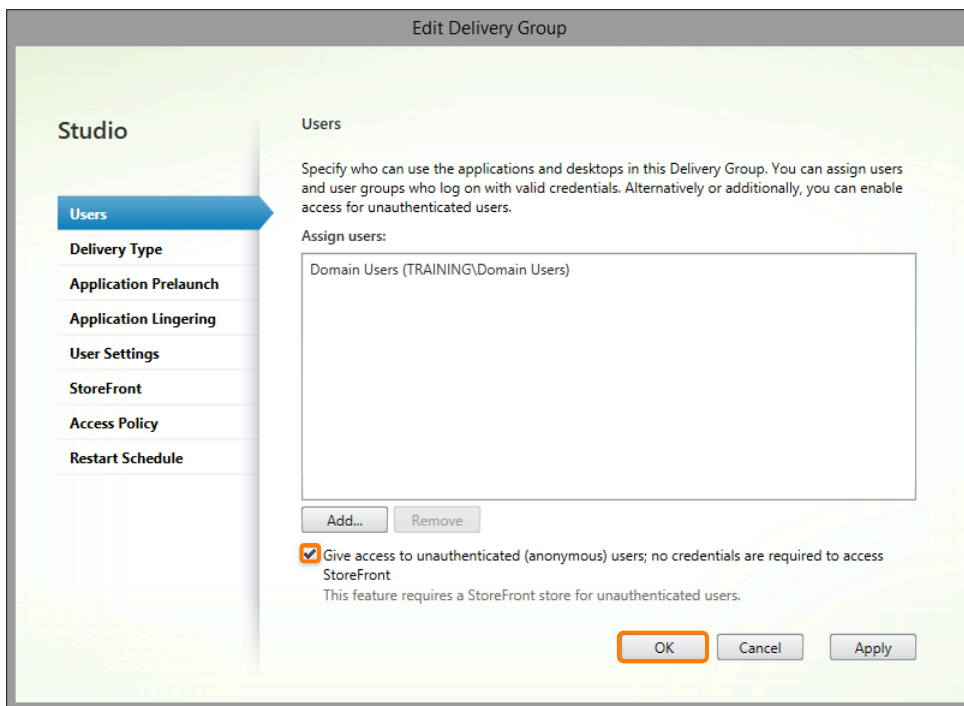 Edit Delivery Group
Studio
Users
Delivery Type
Application Prelaunch
Application Lingering
User Settings
StoreFront
Access Policy
Restart Schedule
Users
Specify who can use the applications and desktops in this Delivery Group. You can assign users
and user groups who log on with valid credentials. Alternatively or additionally, you can enable
access for unauthenticated users.
Assign users:
Domain Users (TRAINING\Domain Users)
Add... Remove
Give access to unauthenticated (anonymous) users; no credentials are required to access
StoreFront
This feature requires a StoreFront store for unauthenticated users.
OK Cancel Apply